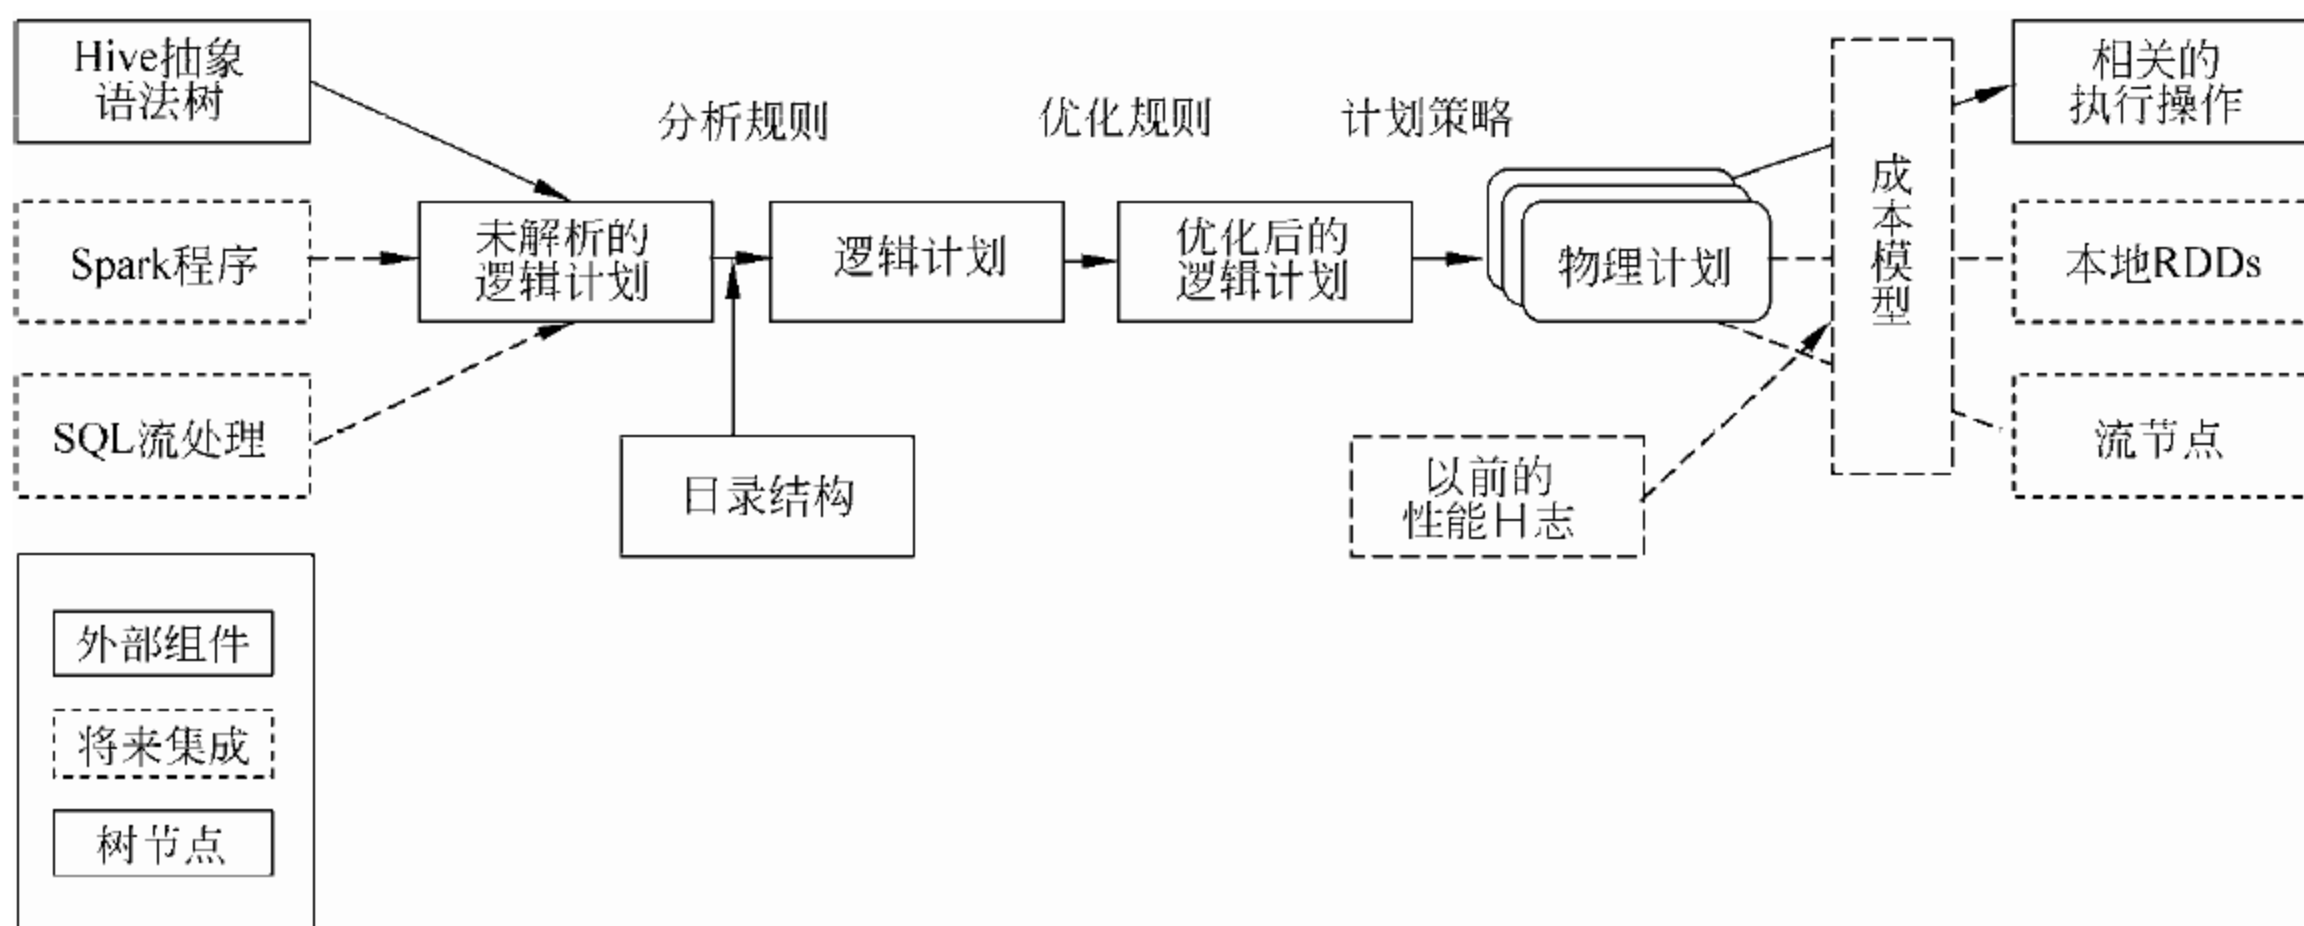 Hive抽象
语法树
分析规则
优化规则
计划策略
相关的
执行操作
Spark程序
未解析的
逻辑计划
逻辑计划
优化后的
逻辑计划
物理计划
成本模型
本地RDDs
SQL流处理
目录结构
以前的
性能日志
流节点
外部组件
将来集成
树节点